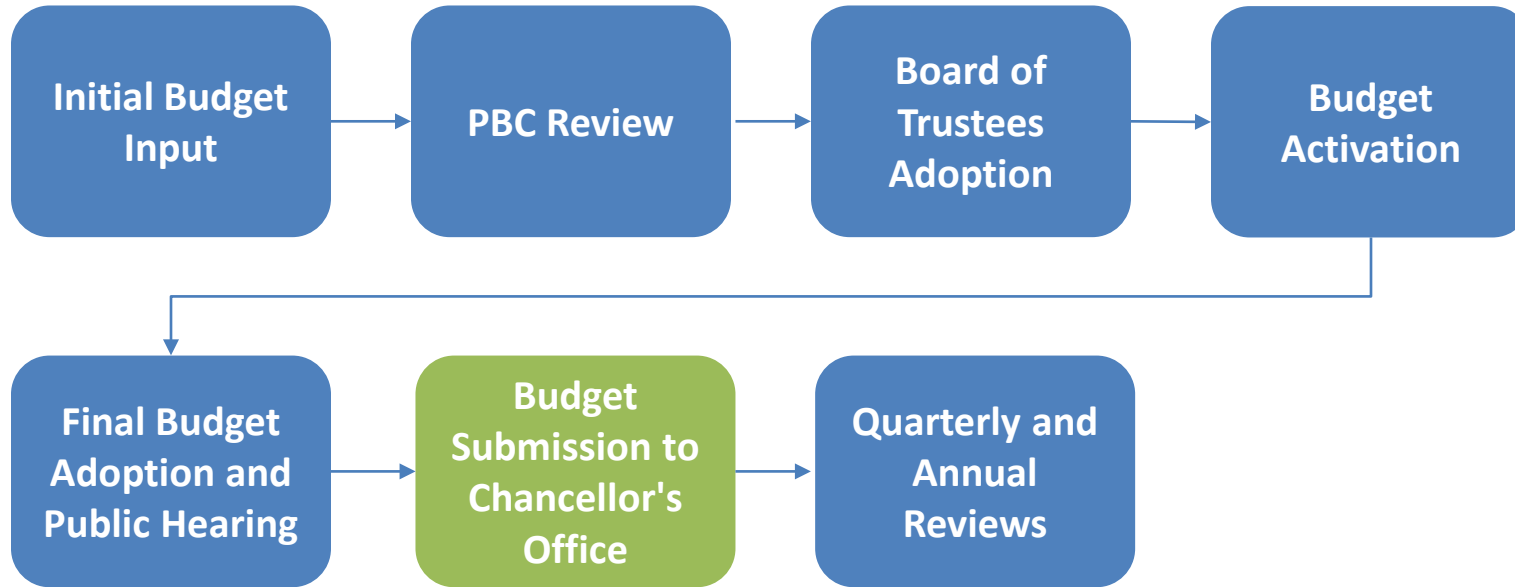 Initial Budget
Input
PBC Review
Board of
Trustees
Adoption
Budget
Activation
Final Budget
Adoption and
Public Hearing
Budget
Submission to
Chancellor's
Office
Quarterly and
Annual
Reviews